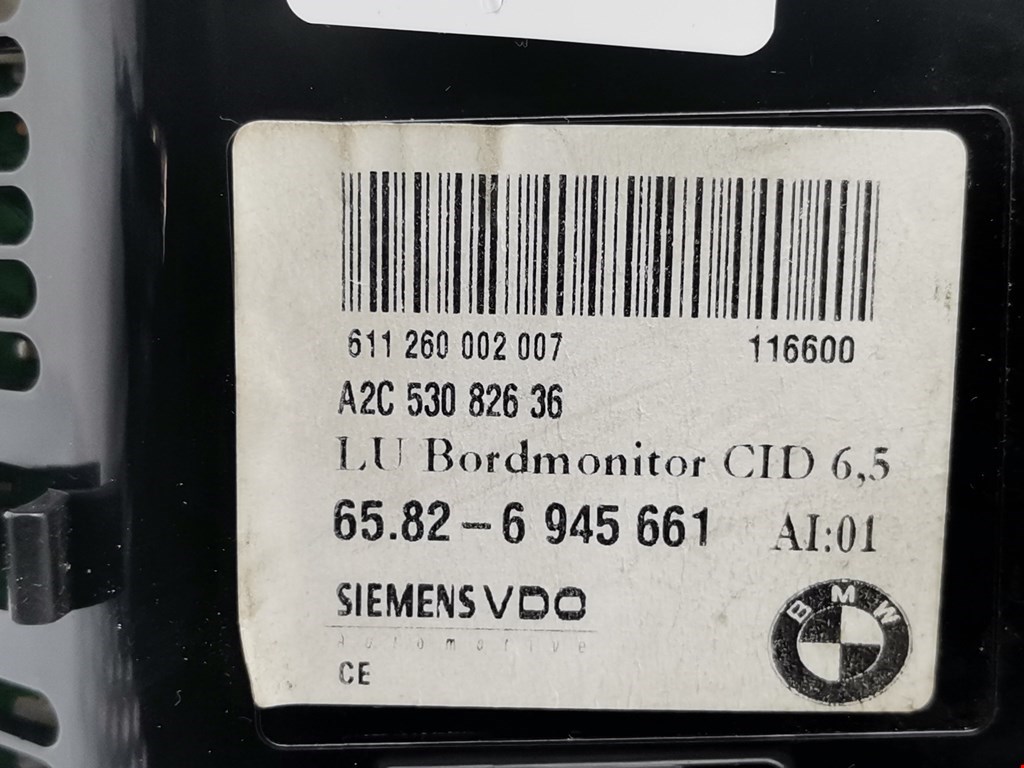 611 260 002 007 116600
A2C 530 826 36
LU Bordmonitor CID 6,5
65.82-6 945 661 AI:01
SIEMENS VDO
Automotive
CE
BMW